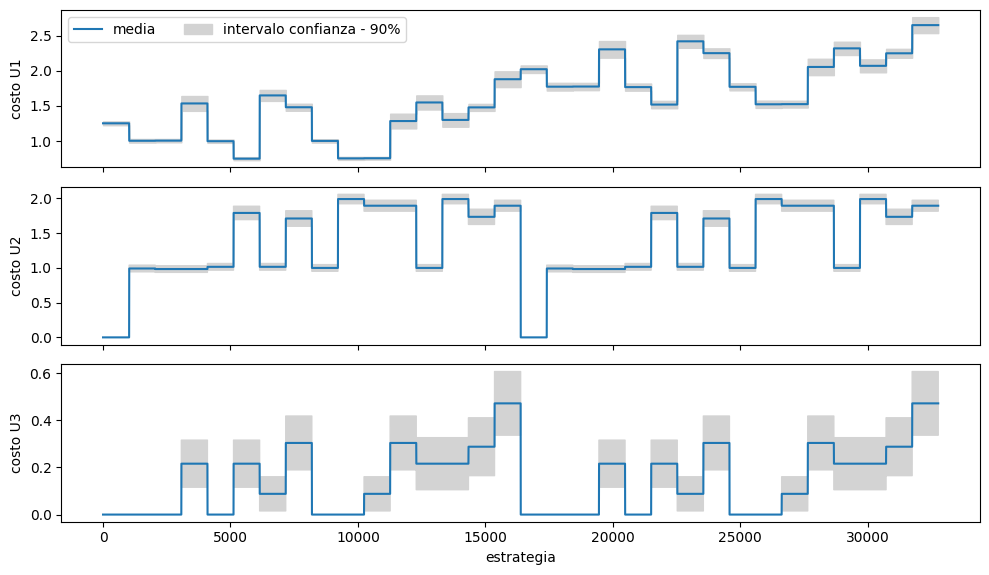 media
intervalo confianza - 90%
costo U1
2.5
2.0
1.5
1.0
costo U2
2.0
1.5
1.0
0.5
0.0
costo U3
0.6
0.4
0.2
0.0
0 5000 10000 15000 20000 25000 30000
estrategia